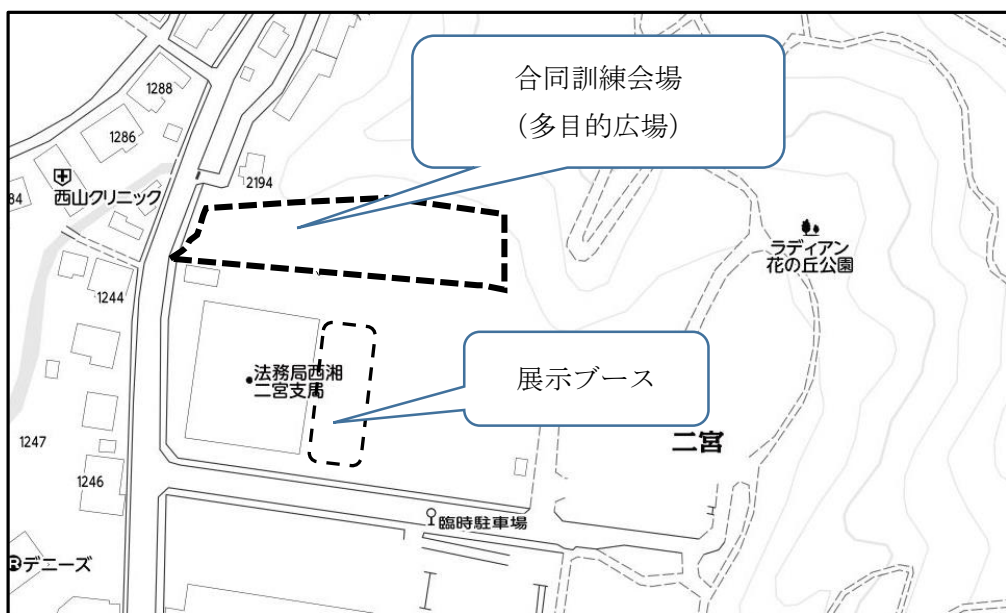 合同訓練会場
（多目的広場）
1288
1286
2194
84
西山クリニック
ラディアン
花の丘公園
1244
法務局西湘
二宮支局
展示ブース
二宮
1247
1246
臨時駐車場
デニーズ